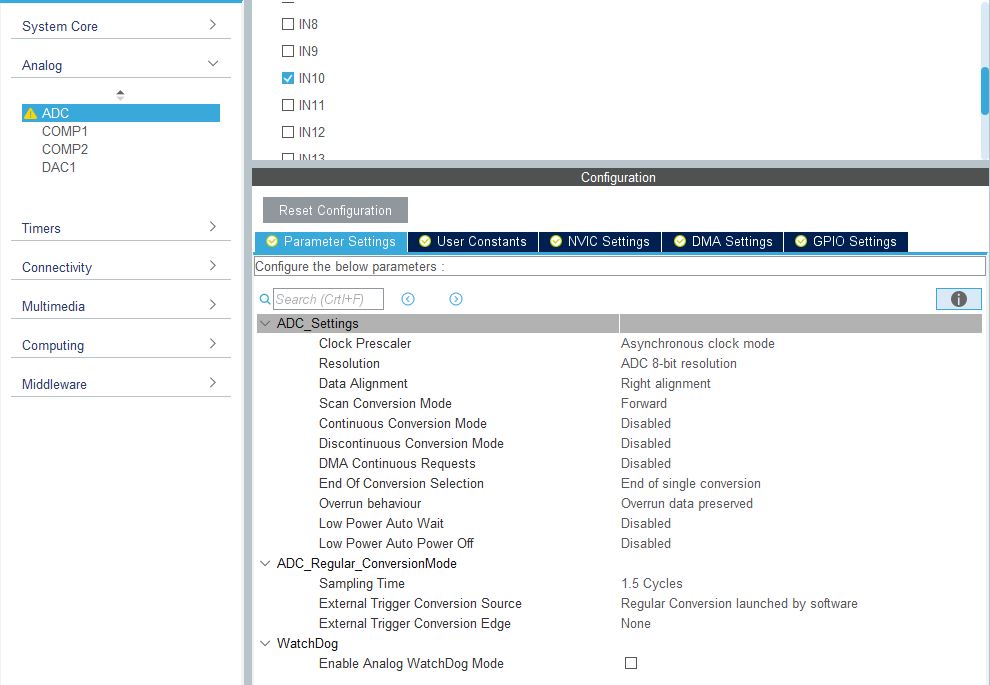 System Core
Analog
ADC
COMP1
COMP2
DAC1
Timers
Connectivity
Multimedia
Computing
Middleware
IN8
IN9
IN10
IN11
IN12
IN13
Configuration
Reset Configuration
Parameter Settings User Constants NVIC Settings DMA Settings GPIO Settings
Configure the below parameters :
Search (Crtl+F)
ADC_Settings
Clock Prescaler Asynchronous clock mode
Resolution ADC 8-bit resolution
Data Alignment Right alignment
Scan Conversion Mode Forward
Continuous Conversion Mode Disabled
Discontinuous Conversion Mode Disabled
DMA Continuous Requests Disabled
End Of Conversion Selection End of single conversion
Overrun behaviour Overrun data preserved
Low Power Auto Wait Disabled
Low Power Auto Power Off Disabled
ADC_Regular_ConversionMode
Sampling Time 1.5 Cycles
External Trigger Conversion Source Regular Conversion launched by software
External Trigger Conversion Edge None
WatchDog
Enable Analog WatchDog Mode